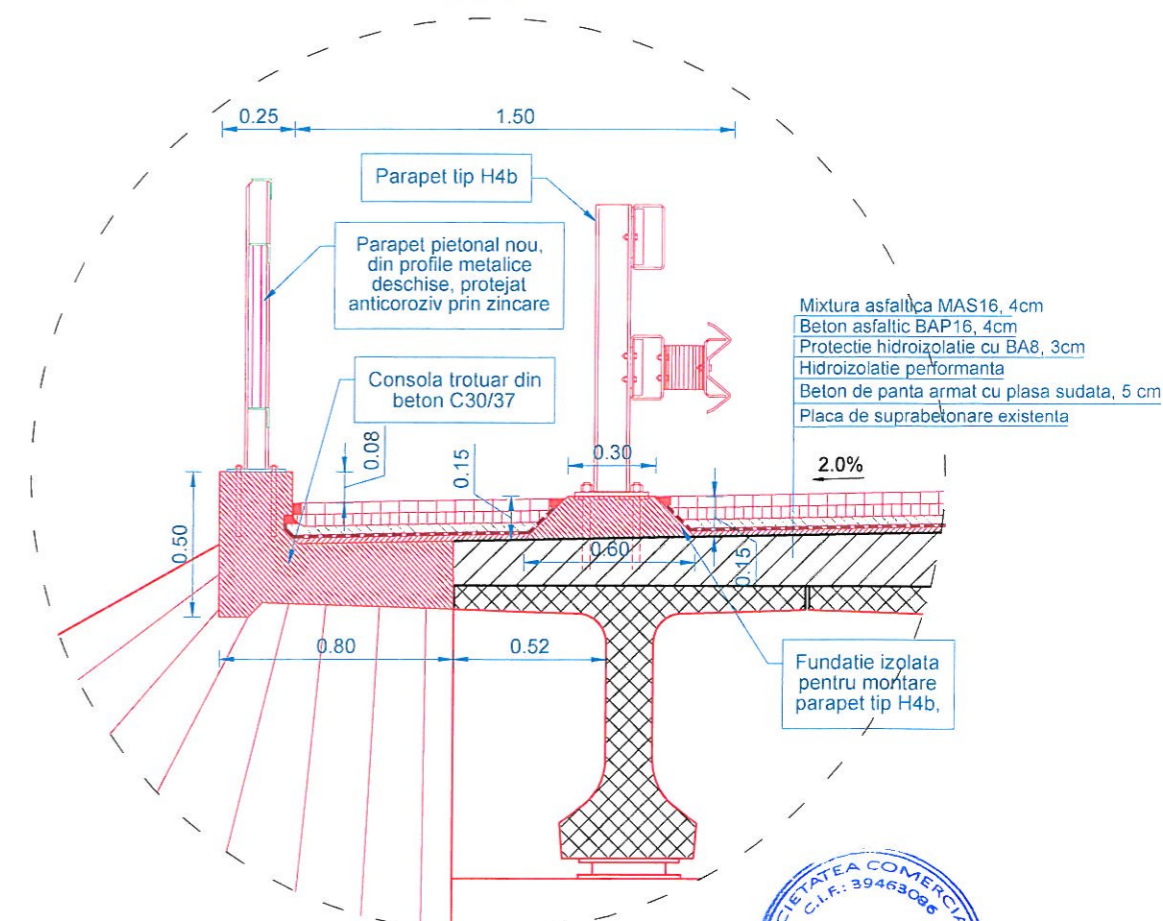 0.25
1.50
Parapet tip H4b
Parapet pietonal nou,
din profile metalice
deschise, protejat
anticoroziv prin zincare
Mixtura asfaltica MAS16, 4cm
Beton asfaltic BAP16, 4cm
Protectie hidroizolatie cu BA8, 3cm
Hidroizolatie performanta
Beton de panta armat cu plasa sudata, 5 cm
Placa de suprabetonare existenta
Consola trotuar din
beton C30/37
0.08
0.15
0.30
2.0%
0.50
0.60
0.15
0.80
0.52
Fundatie izolata
pentru montare
parapet tip H4b,
C.I.F.: 39463086